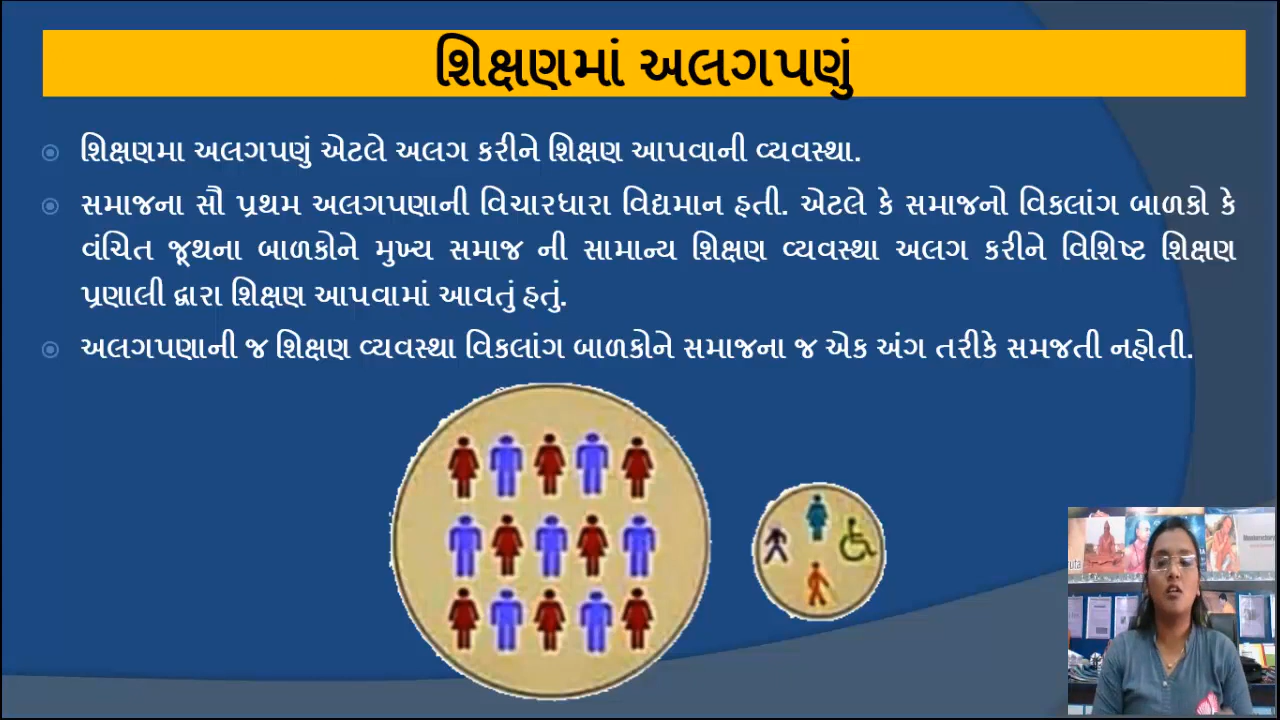 શિક્ષણમાં અલગપણું
શિક્ષણમા અલગપણું એટલે અલગ કરીને શિક્ષણ આપવાની વ્યવસ્થા.
સમાજના સૌ પ્રથમ અલગપણાની વિચારધારા વિદ્યમાન હતી. એટલે કે સમાજનો વિકલાંગ બાળકો કે
વંચિત જૂથના બાળકોને મુખ્ય સમાજ ની સામાન્ય શિક્ષણ વ્યવસ્થા અલગ કરીને વિશિષ્ટ શિક્ષણ
પ્રણાલી દ્વારા શિક્ષણ આપવામાં આવતું હતું.
અલગપણાની જ શિક્ષણ વ્યવસ્થા વિકલાંગ બાળકોને સમાજના જ એક અંગ તરીકે સમજતી નહોતી.